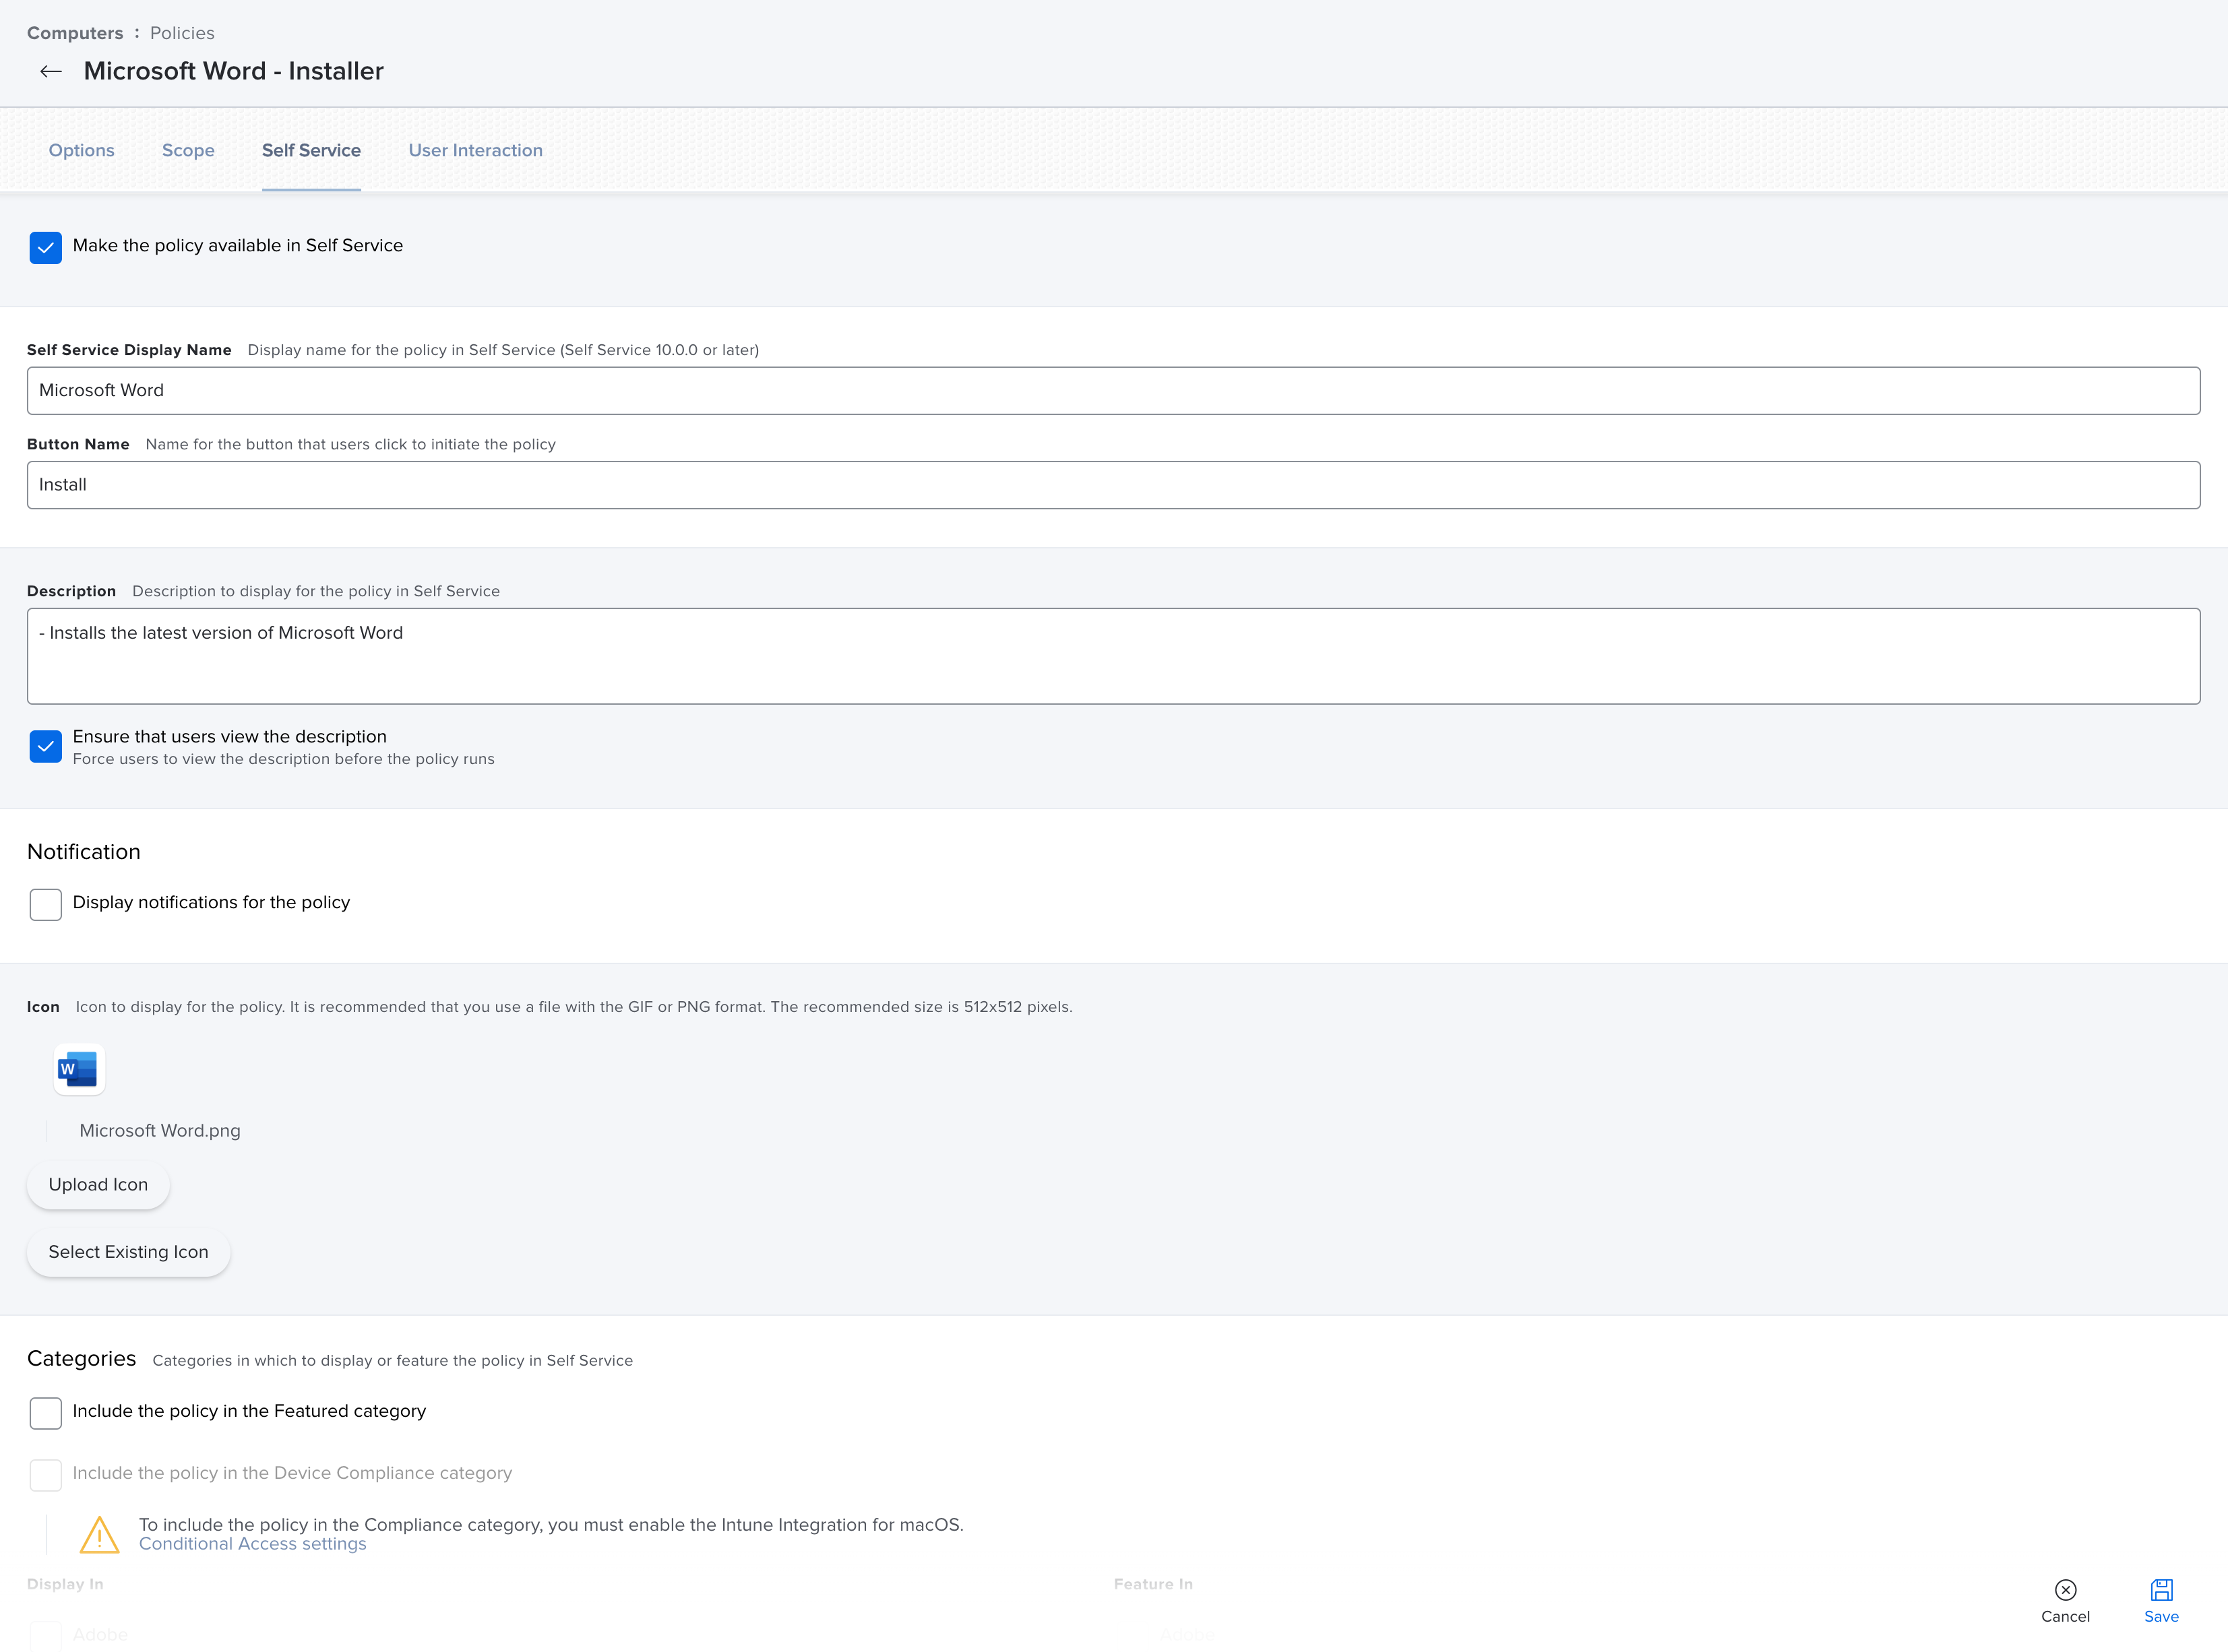 Computers : Policies
Microsoft Word - Installer
Options Scope Self Service User Interaction
Make the policy available in Self Service
Self Service Display Name Display name for the policy in Self Service (Self Service 10.0.0 or later)
Microsoft Word
Button Name Name for the button that users click to initiate the policy
Install
Description Description to display for the policy in Self Service
- Installs the latest version of Microsoft Word
Ensure that users view the description
Force users to view the description before the policy runs
Notification
Display notifications for the policy
Icon Icon to display for the policy. It is recommended that you use a file with the GIF or PNG format. The recommended size is 512x512 pixels.
W
Microsoft Word.png
Upload Icon
Select Existing Icon
Categories Categories in which to display or feature the policy in Self Service
Include the policy in the Featured category
Include the policy in the Device Compliance category
To include the policy in the Compliance category, you must enable the Intune Integration for macOS.
Conditional Access settings
Display In Feature In
Cancel Save
Adobe Adobe